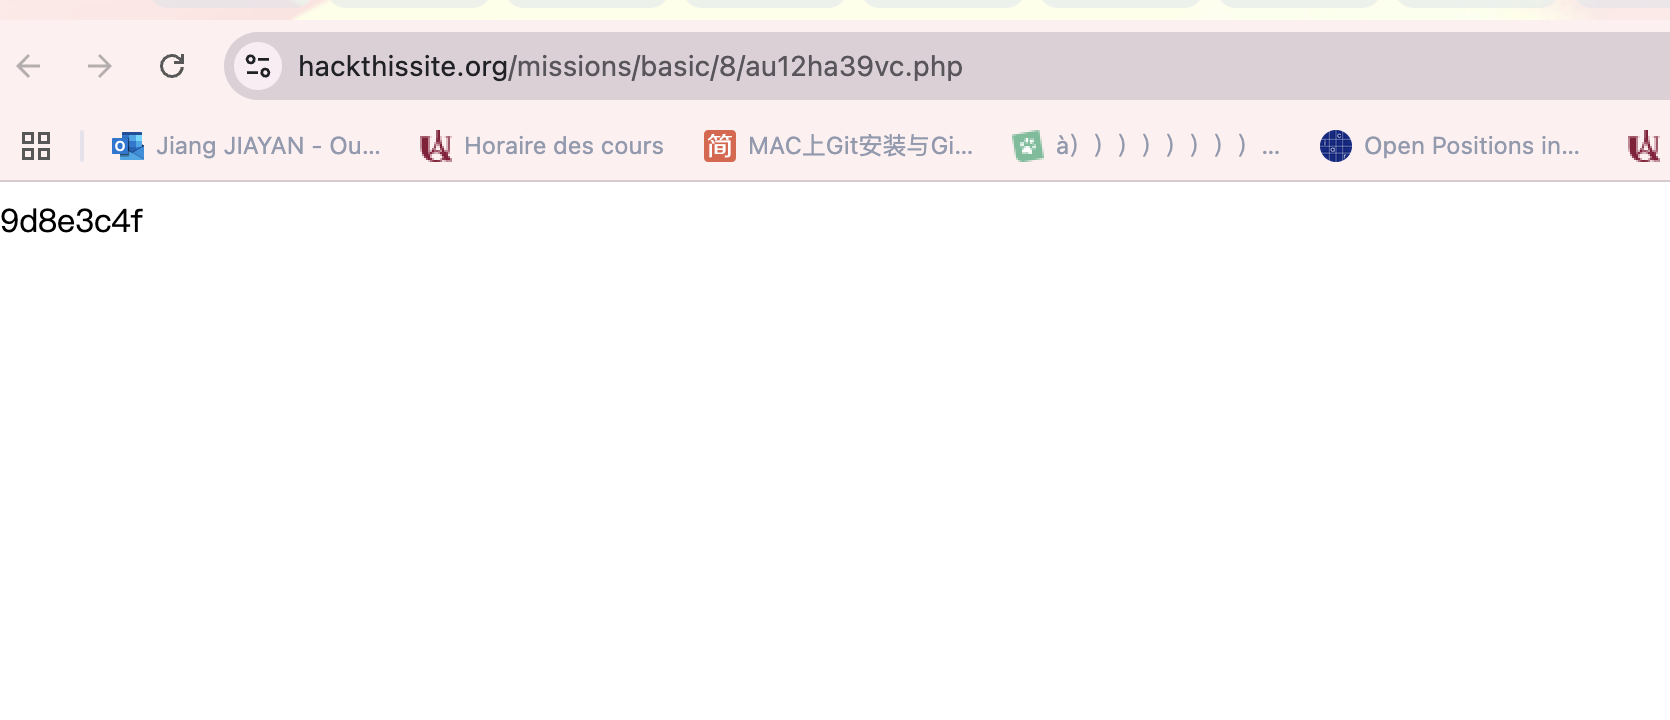 hackthissite.org/missions/basic/8/au12ha39vc.php
Jiang JIAYAN - Ou... Horaire des cours 简 MAC上Git安装与Gi... à) ) ) ) ) ) ) ) ... Open Positions in...
9d8e3c4f